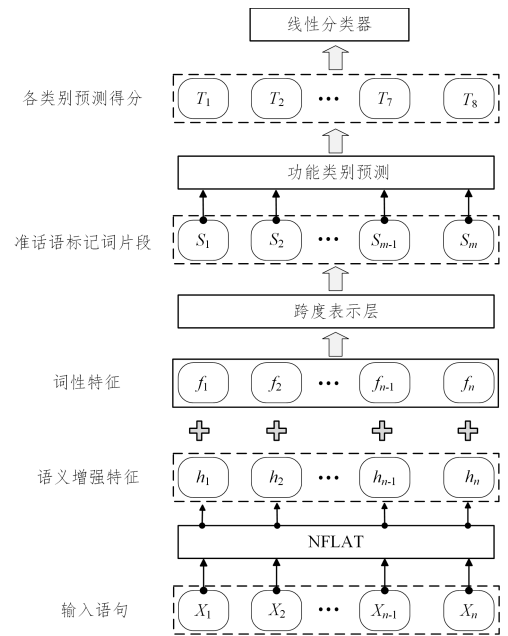 线性分类器
各类别预测得分 T1 T2 ··· T7 T8
功能类别预测
准话语标记词片段 S1 S2 ··· Sm-1 Sm
跨度表示层
词性特征 f1 f2 ··· fn-1 fn
语义增强特征 h1 h2 ··· hn-1 hn
NFLAT
输入语句 X1 X2 ··· Xn-1 Xn